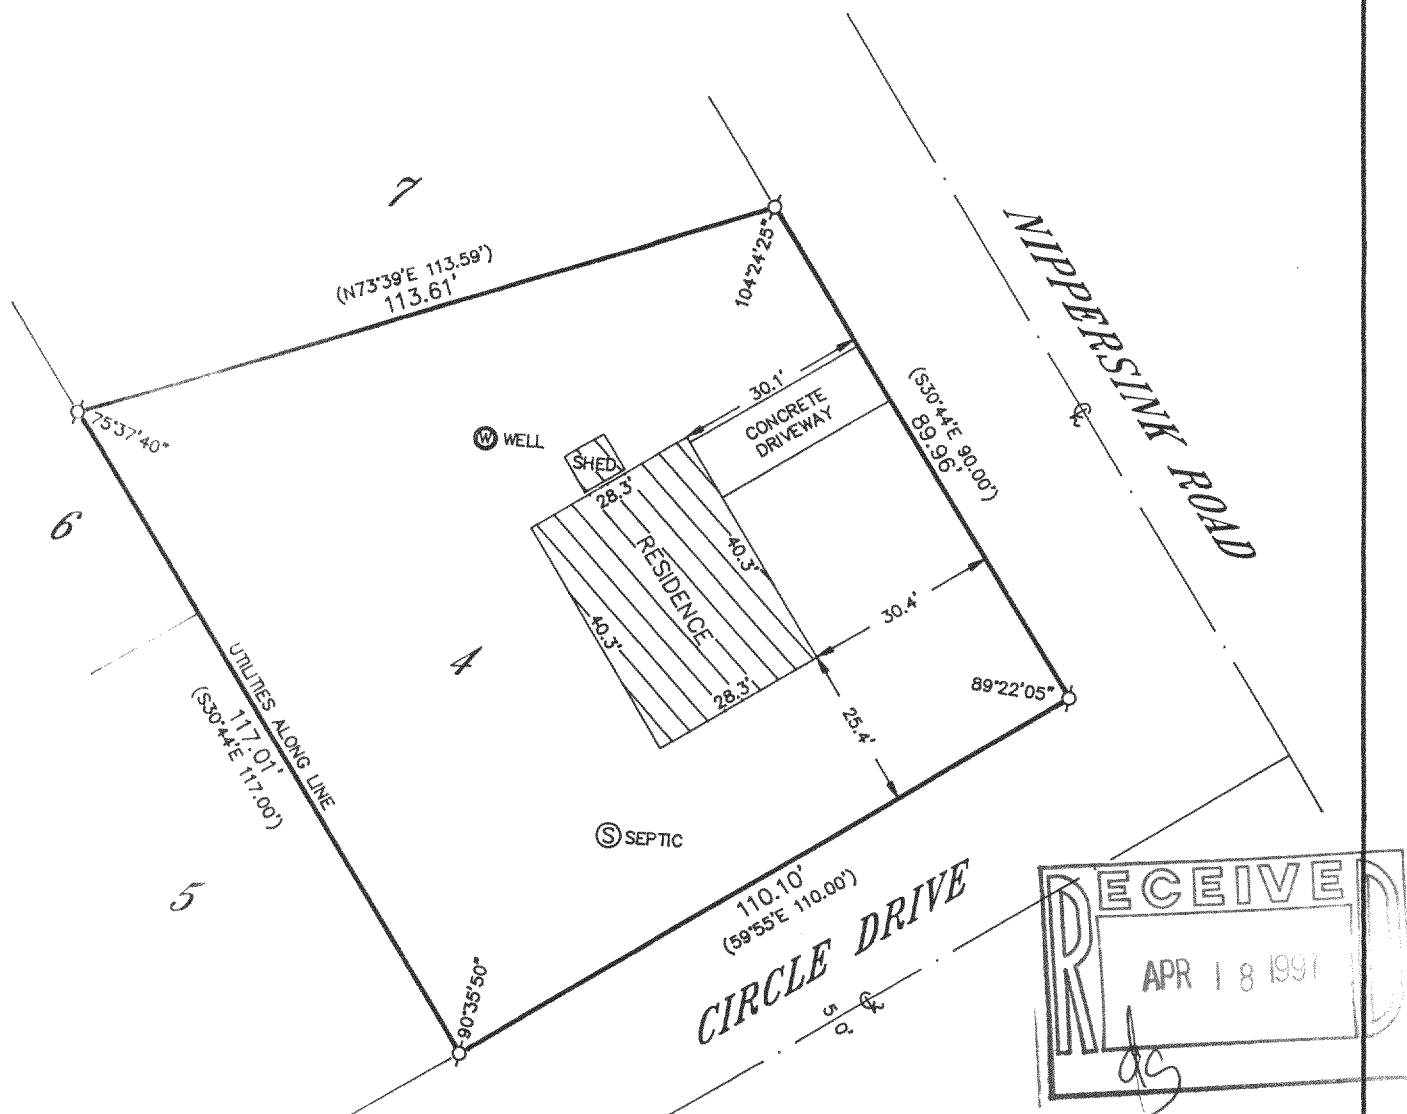 7
(N73°39'E 113.59')
113.61'
104°24'25"
NIPPERSINK ROAD
75°37'40"
W WELL
SHED
28.3'
30.1'
CONCRETE
DRIVEWAY
(S30°44'E 90.00')
89.96'
6
RESIDENCE
40.3'
40.3'
28.3'
30.4'
4
25.4'
89°22'05"
UTILITIES ALONG LINE
117.01'
(S30°44'E 117.00')
S SEPTIC
5
110.10'
(59°55'E 110.00')
CIRCLE DRIVE
50'
90°35'50"
RECEIVED
APR 18 1997
ds